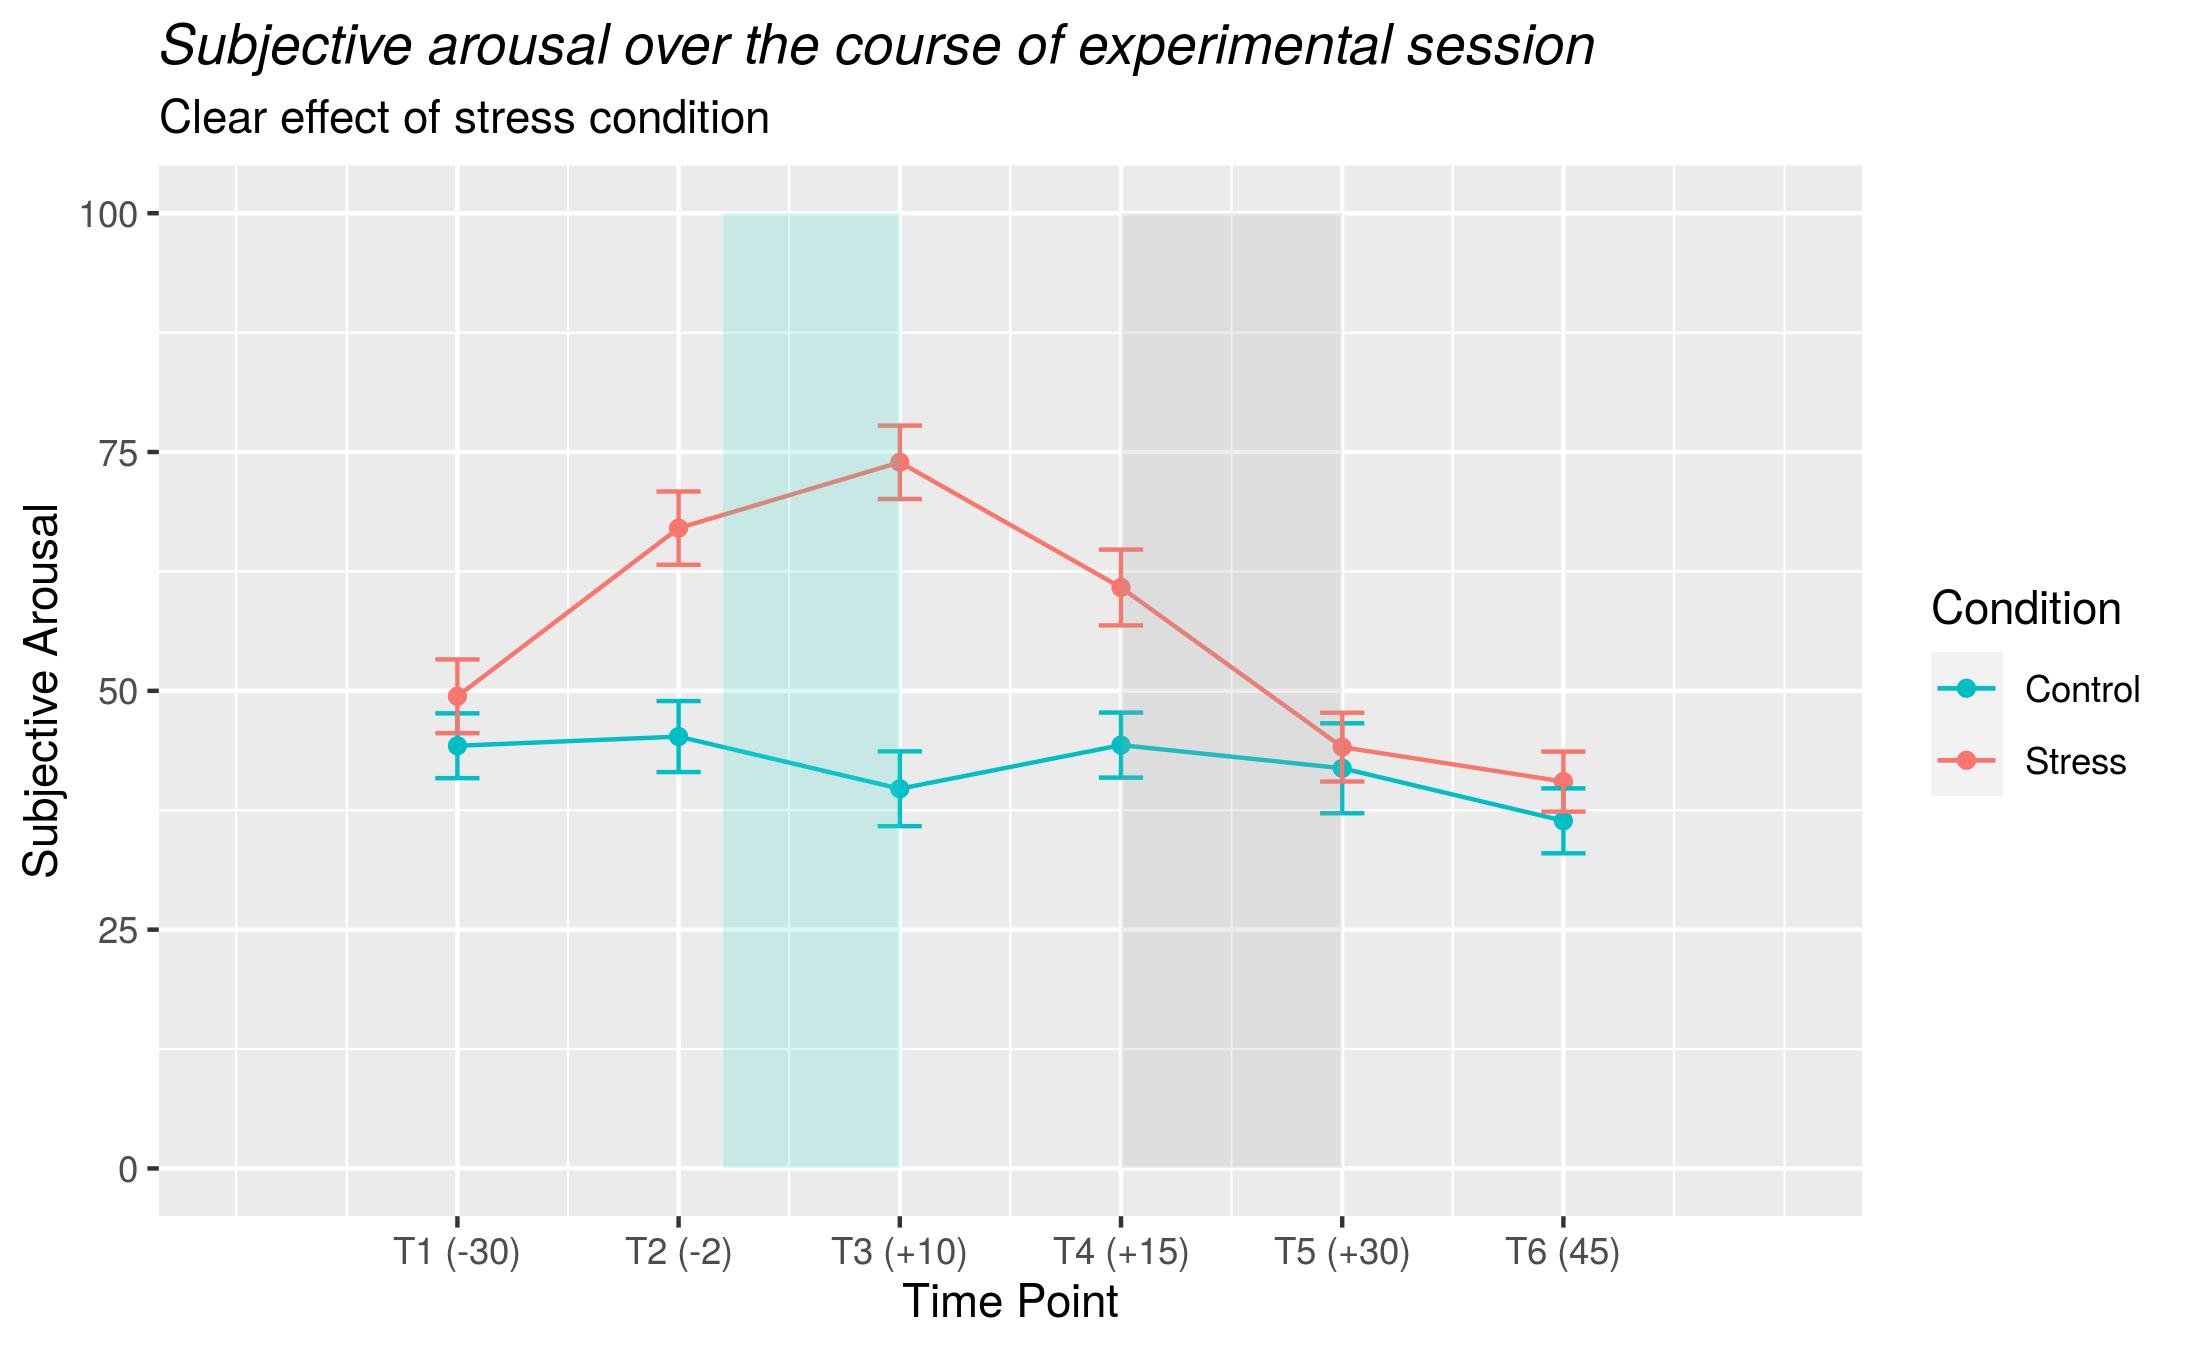 Subjective arousal over the course of experimental session
Clear effect of stress condition
100
75
50
25
0
Subjective Arousal
T1 (-30) T2 (-2) T3 (+10) T4 (+15) T5 (+30) T6 (45)
Time Point
Condition
Control
Stress